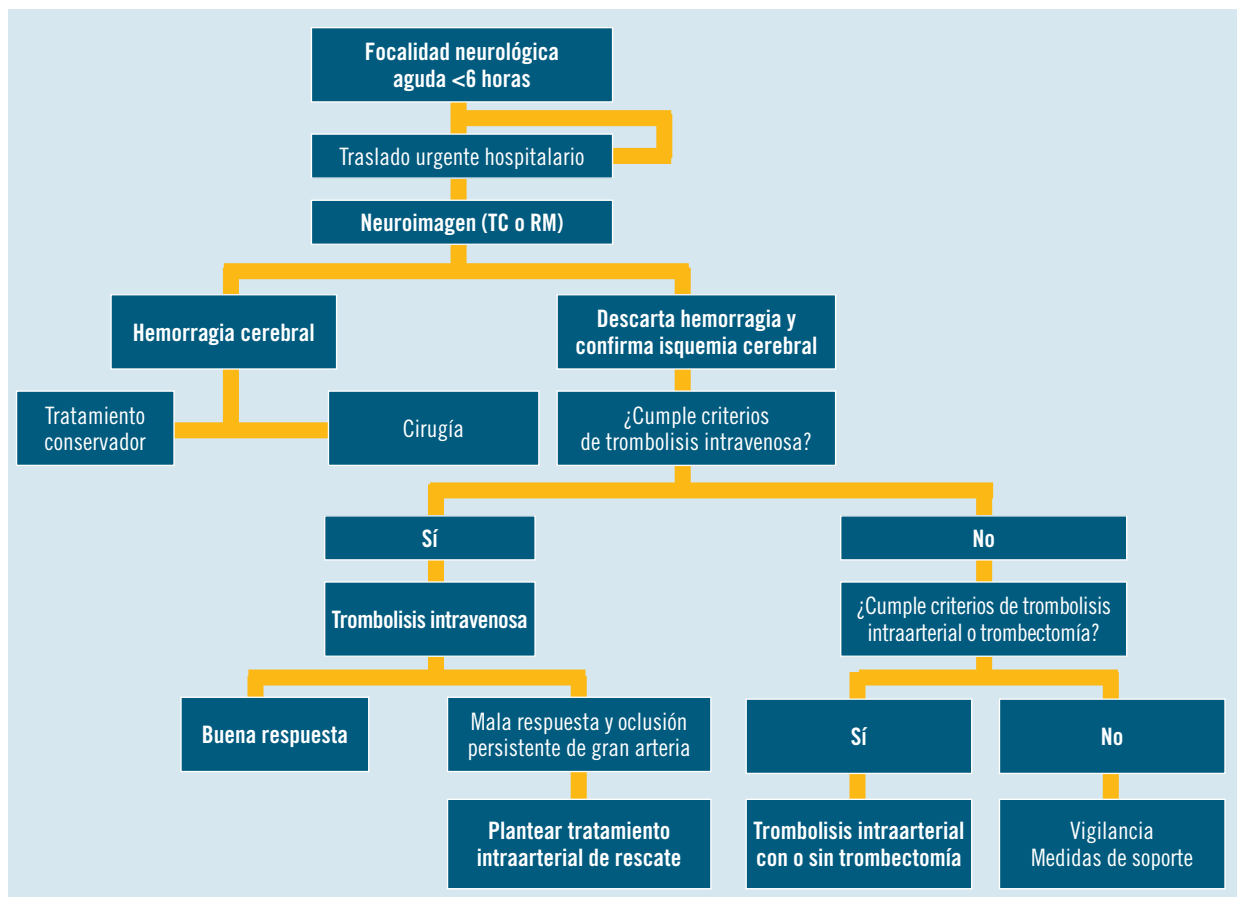 Focalidad neurológica
aguda <6 horas
Traslado urgente hospitalario
Neuroimagen (TC o RM)
Hemorragia cerebral
Descarta hemorragia y
confirma isquemia cerebral
Tratamiento
conservador
Cirugía
¿Cumple criterios
de trombolisis intravenosa?
Sí
No
Trombolisis intravenosa
¿Cumple criterios de trombolisis
intraarterial o trombectomía?
Buena respuesta
Mala respuesta y oclusión
persistente de gran arteria
Sí
No
Plantear tratamiento
intraarterial de rescate
Trombolisis intraarterial
con o sin trombectomía
Vigilancia
Medidas de soporte